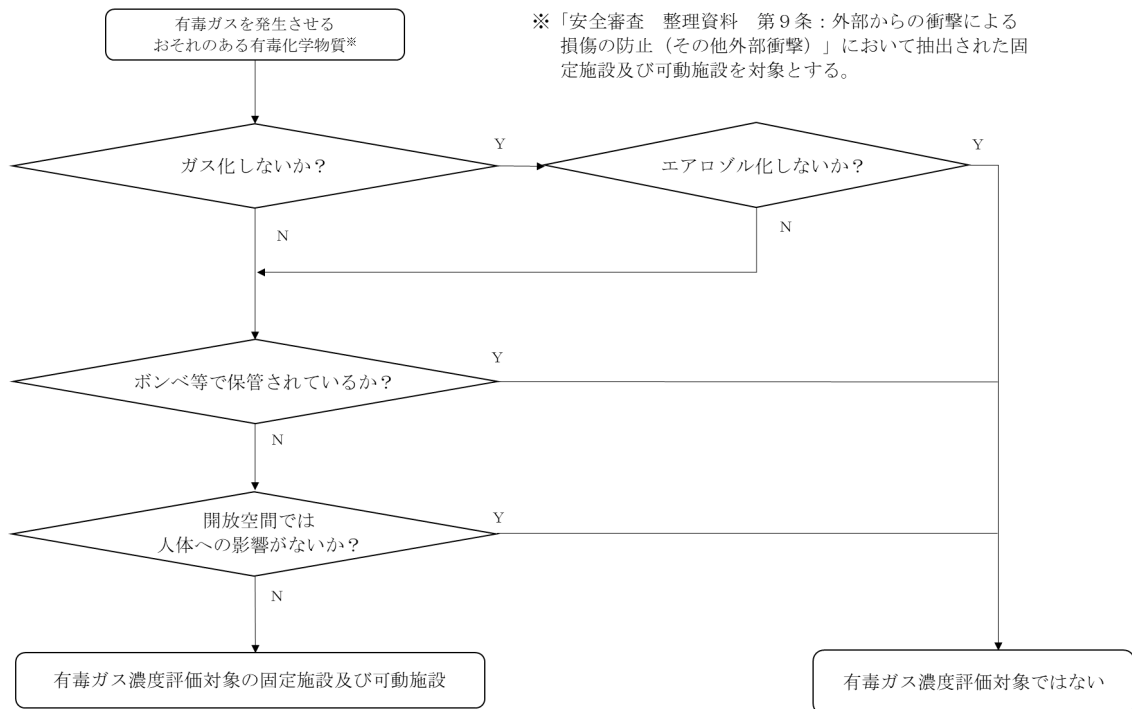 有毒ガスを発生させる
おそれのある有毒化学物質※
※「安全審査　整理資料　第９条：外部からの衝撃による
損傷の防止（その他外部衝撃）」において抽出された固
定施設及び可動施設を対象とする。
ガス化しないか？
Y
エアロゾル化しないか？
Y
N
N
ボンベ等で保管されているか？
Y
N
開放空間では
人体への影響がないか？
Y
N
有毒ガス濃度評価対象の固定施設及び可動施設
有毒ガス濃度評価対象ではない